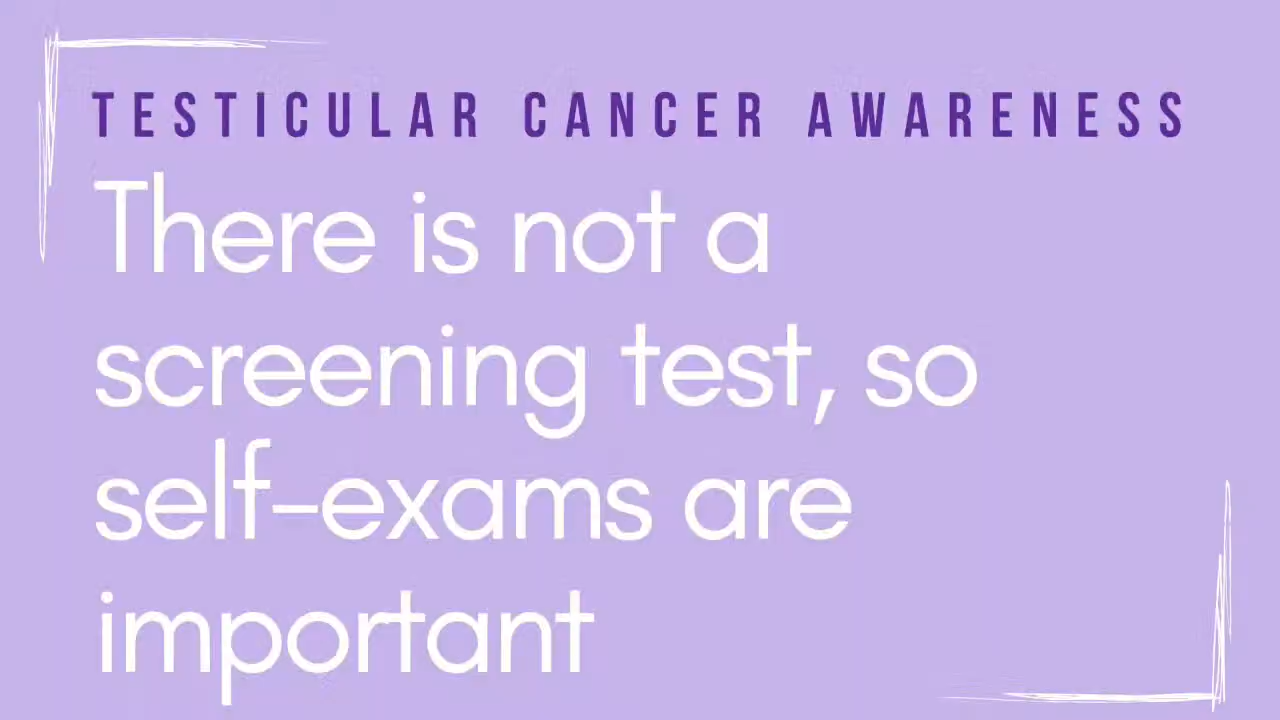 TESTICULAR CANCER AWARENESS
There is not a
screening test, so
self-exams are
important